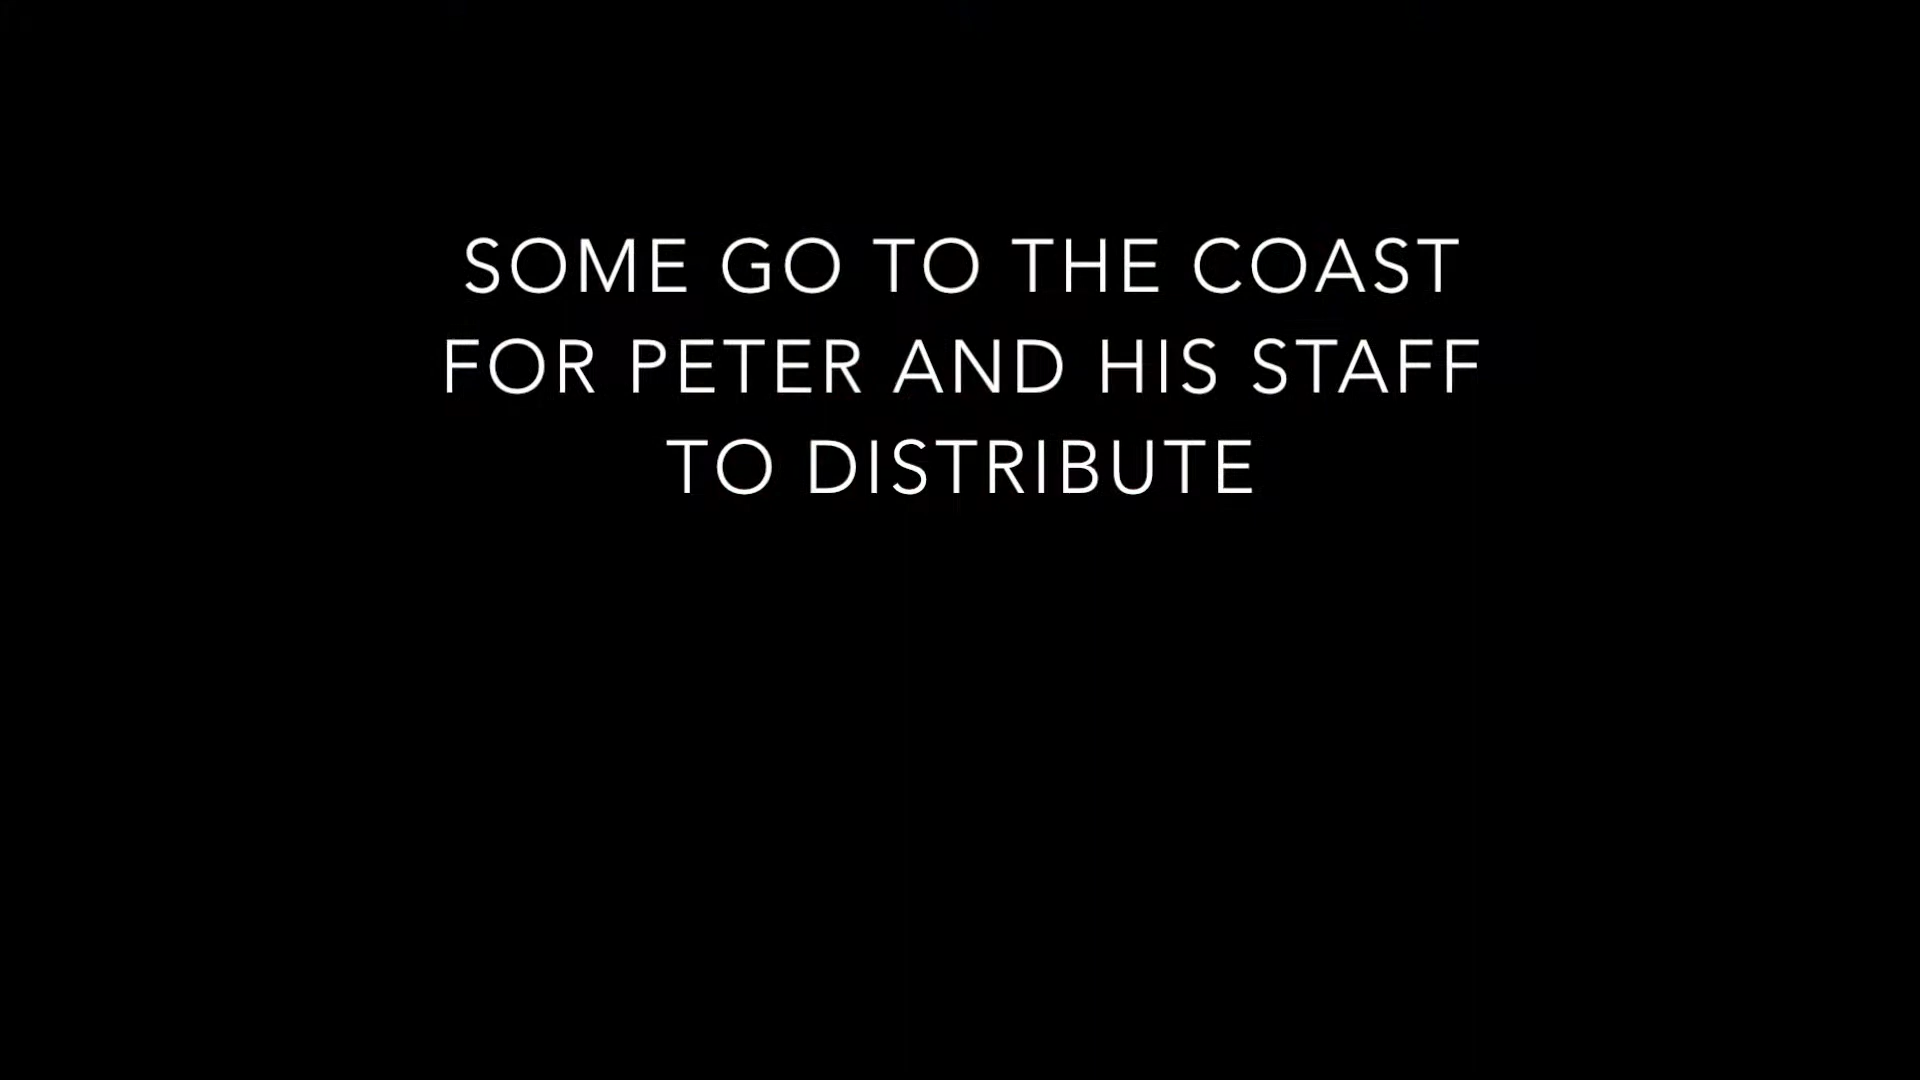 SOME GO TO THE COAST
FOR PETER AND HIS STAFF
TO DISTRIBUTE